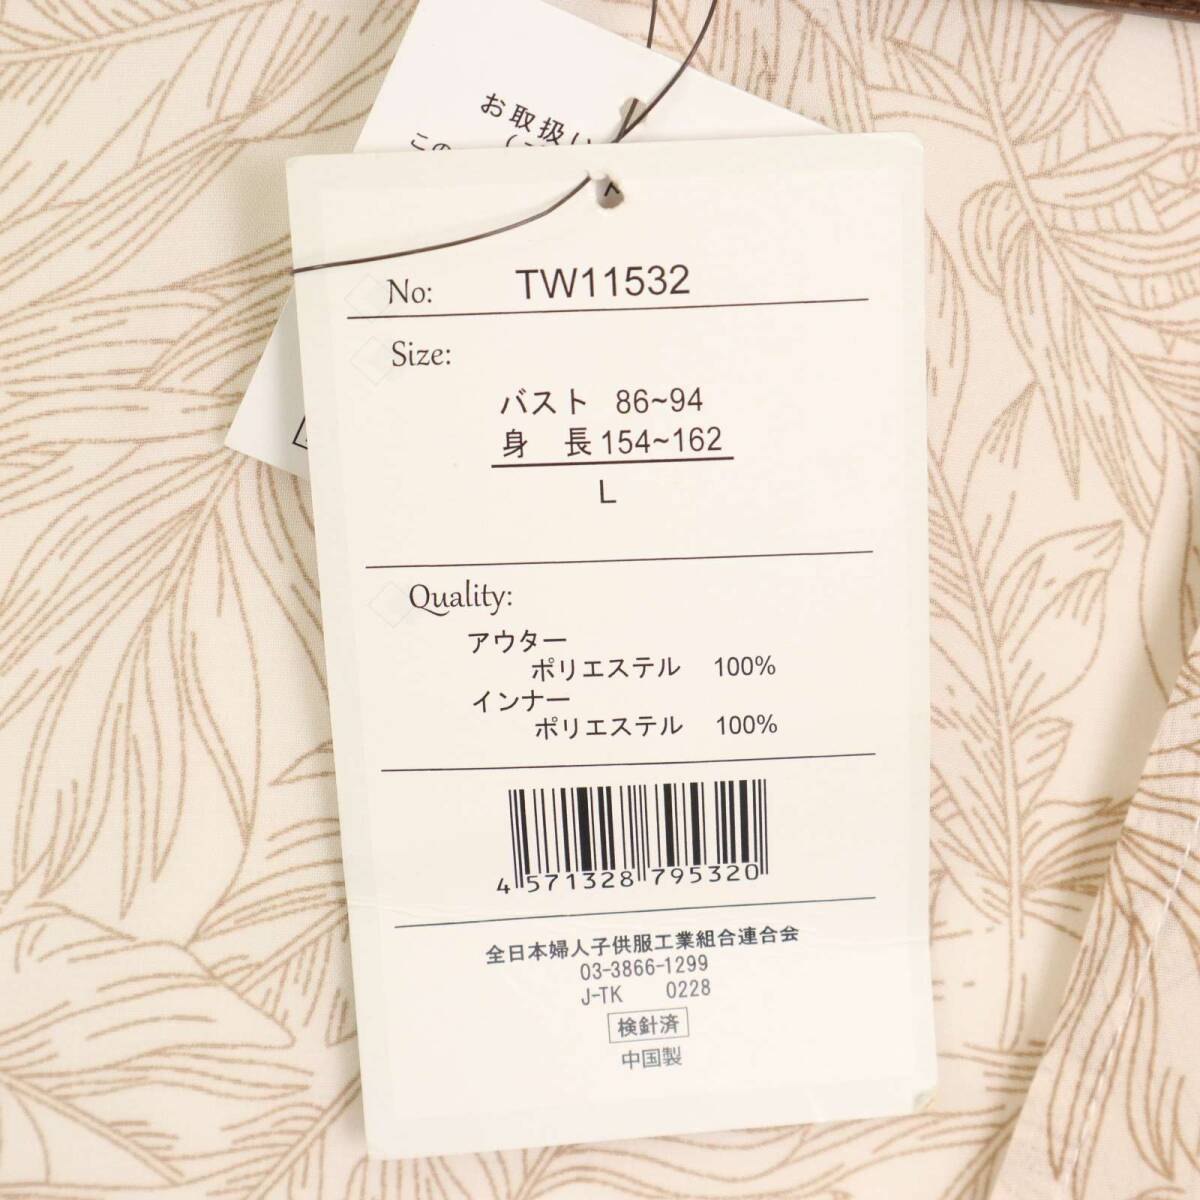 お取扱い
この
No: TW11532
Size:
バスト 86~94
身 長 154~162
L
Quality:
アウター
ポリエステル 100%
インナー
ポリエステル 100%
4 571328 795320
全日本婦人子供服工業組合連合会
03-3866-1299
J-TK 0228
検針済
中国製